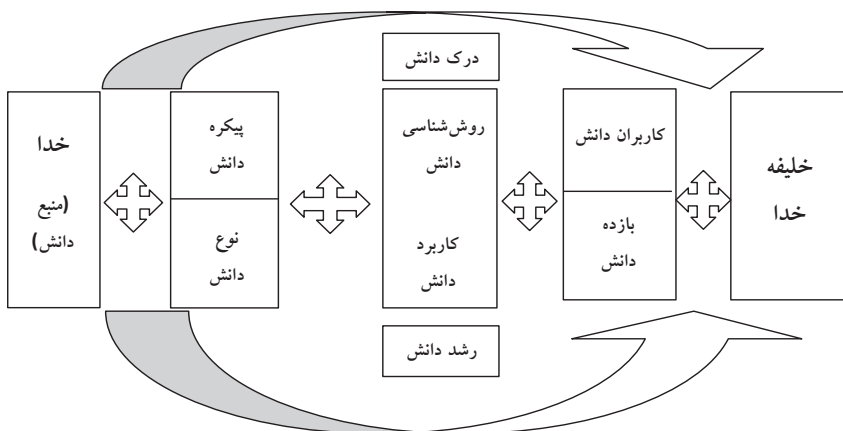 درک دانش
خدا
(منبع
دانش)
پیکره
دانش
نوع
دانش
روش‌شناسی
دانش
کاربرد
دانش
کاربران دانش
بازده
دانش
خلیفه
خدا
رشد دانش